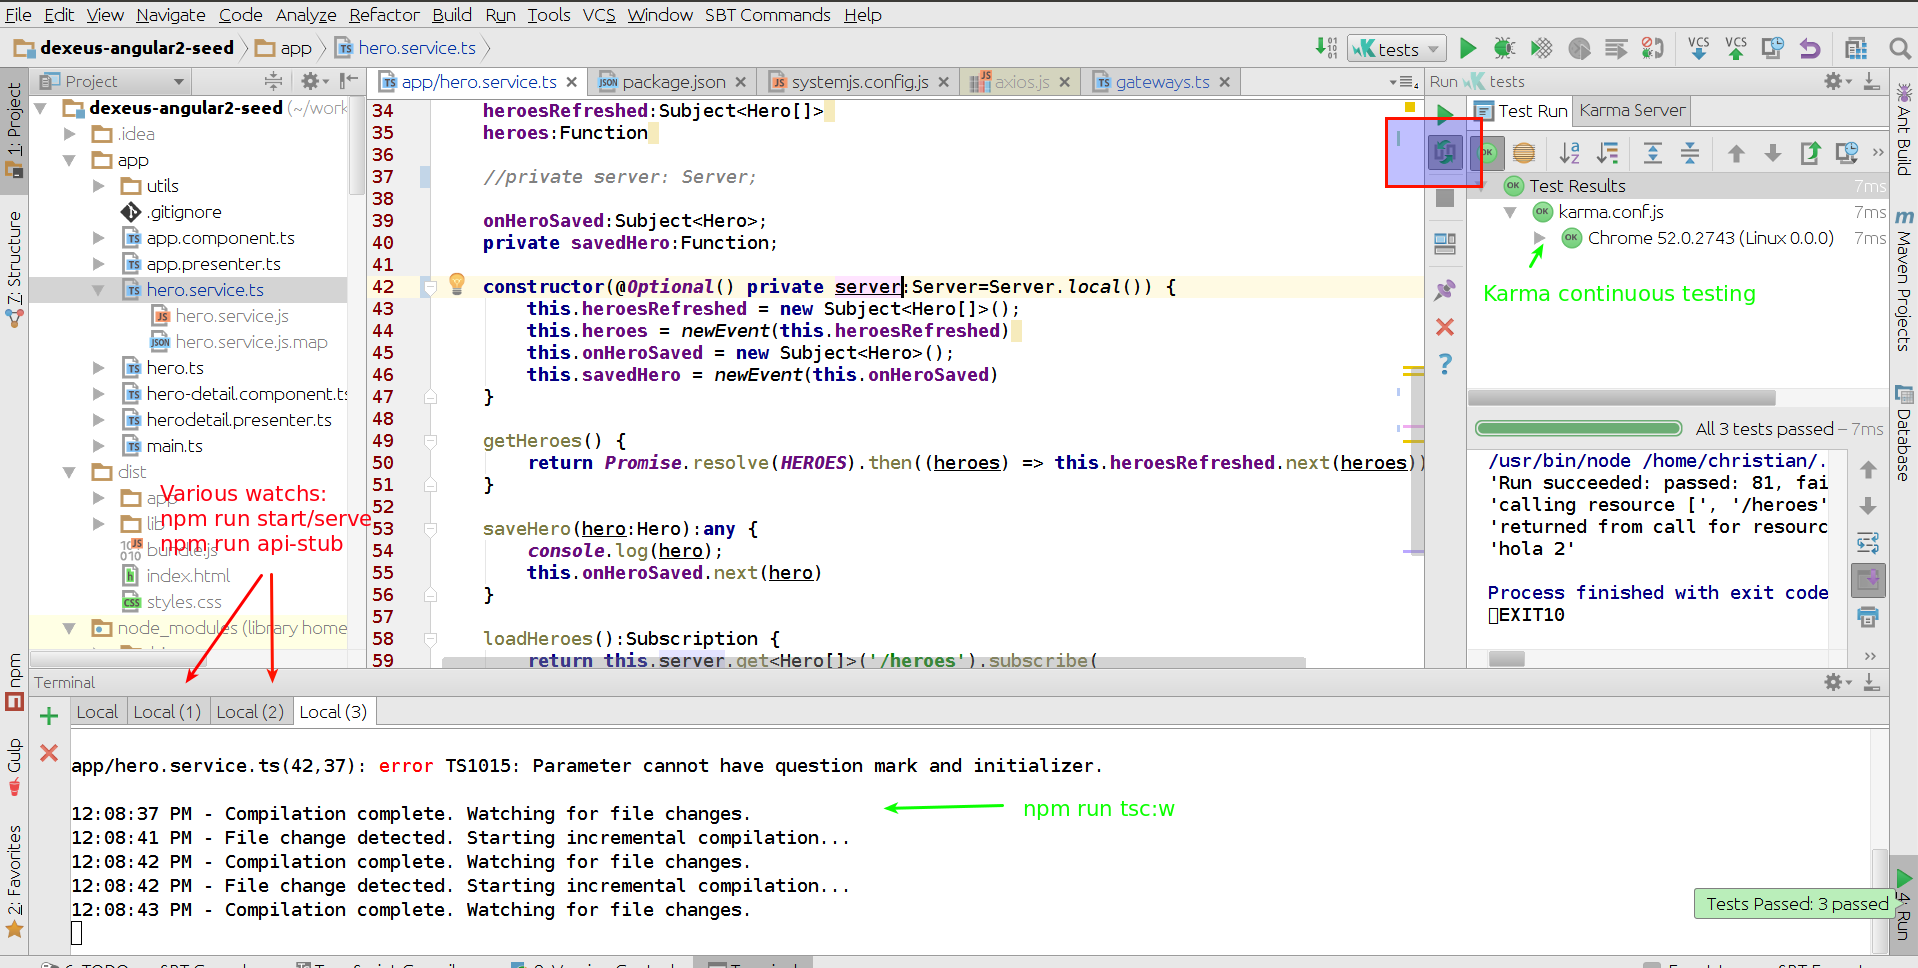 File Edit View Navigate Code Analyze Refactor Build Run Tools VCS Window SBT Commands Help
dexeus-angular2-seed app hero.service.ts
tests
VCS VCS
1: Project
7: Structure
npm
Gulp
2: Favorites
Project
dexeus-angular2-seed (~/work
.idea
app
utils
.gitignore
app.component.ts
app.presenter.ts
hero.service.ts
hero.service.js
hero.service.js.map
hero.ts
hero-detail.component.ts
herodetail.presenter.ts
main.ts
dist
app
lib
bundle.js
index.html
styles.css
node_modules (library home
Various watchs:
npm run start/serve
npm run api-stub
app/hero.service.ts package.json systemjs.config.js axios.js gateways.ts
34 heroesRefreshed:Subject<Hero[]>
35 heroes:Function
36
37 //private server: Server;
38
39 onHeroSaved:Subject<Hero>;
40 private savedHero:Function;
41
42 constructor(@Optional() private server:Server=Server.local()) {
43 this.heroesRefreshed = new Subject<Hero[]>();
44 this.heroes = newEvent(this.heroesRefreshed)
45 this.onHeroSaved = new Subject<Hero>();
46 this.savedHero = newEvent(this.onHeroSaved)
47 }
48
49 getHeroes() {
50 return Promise.resolve(HEROES).then((heroes) => this.heroesRefreshed.next(heroes))
51 }
52
53 saveHero(hero:Hero):any {
54 console.log(hero);
55 this.onHeroSaved.next(hero)
56 }
57
58 loadHeroes():Subscription {
59 return this.server.get<Hero[]>('/heroes').subscribe(
Run tests
Test Run Karma Server
Test Results 7ms
karma.conf.js 7ms
Chrome 52.0.2743 (Linux 0.0.0) 7ms
Karma continuous testing
All 3 tests passed – 7ms
/usr/bin/node /home/christian/.
'Run succeeded: passed: 81, fai
'calling resource [', '/heroes'
'returned from call for resourc
'hola 2'
Process finished with exit code
EXIT10
Ant Build
Maven Projects
Database
4: Run
Terminal
Local Local (1) Local (2) Local (3)
app/hero.service.ts(42,37): error TS1015: Parameter cannot have question mark and initializer.
12:08:37 PM - Compilation complete. Watching for file changes.
npm run tsc:w
12:08:41 PM - File change detected. Starting incremental compilation...
12:08:42 PM - Compilation complete. Watching for file changes.
12:08:42 PM - File change detected. Starting incremental compilation...
12:08:43 PM - Compilation complete. Watching for file changes.
Tests Passed: 3 passed